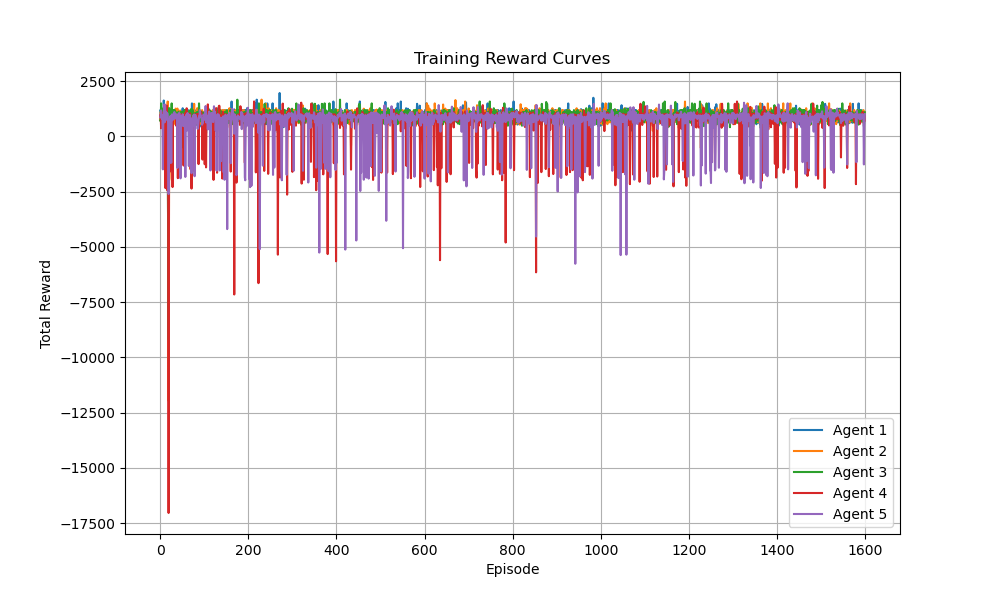 Training Reward Curves
2500
0
−2500
−5000
−7500
−10000
−12500
−15000
−17500
Total Reward
0 200 400 600 800 1000 1200 1400 1600
Episode
Agent 1
Agent 2
Agent 3
Agent 4
Agent 5